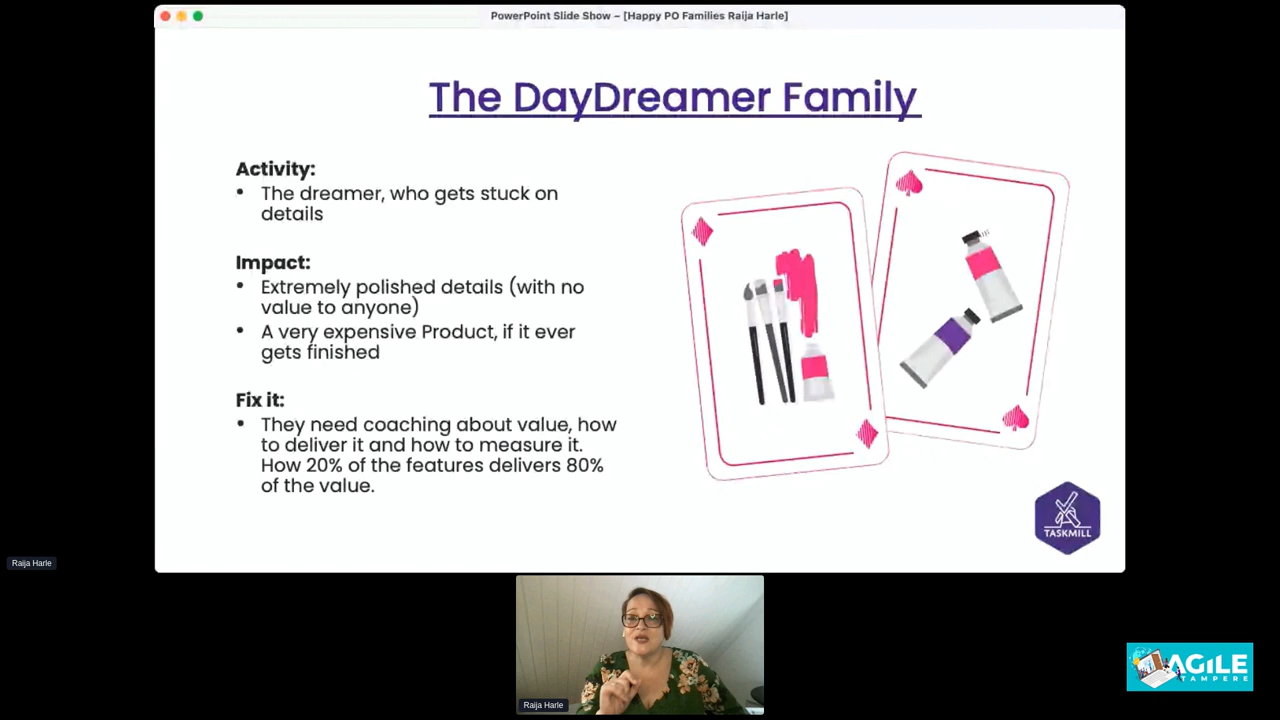 PowerPoint Slide Show – [Happy PO Families Raija Harle]
The DayDreamer Family
Activity:
• The dreamer, who gets stuck on
details
Impact:
• Extremely polished details (with no
value to anyone)
• A very expensive Product, if it ever
gets finished
Fix it:
• They need coaching about value, how
to deliver it and how to measure it.
How 20% of the features delivers 80%
of the value.
TASKMILL
Raija Harle
Raija Harle
AGILE
TAMPERE